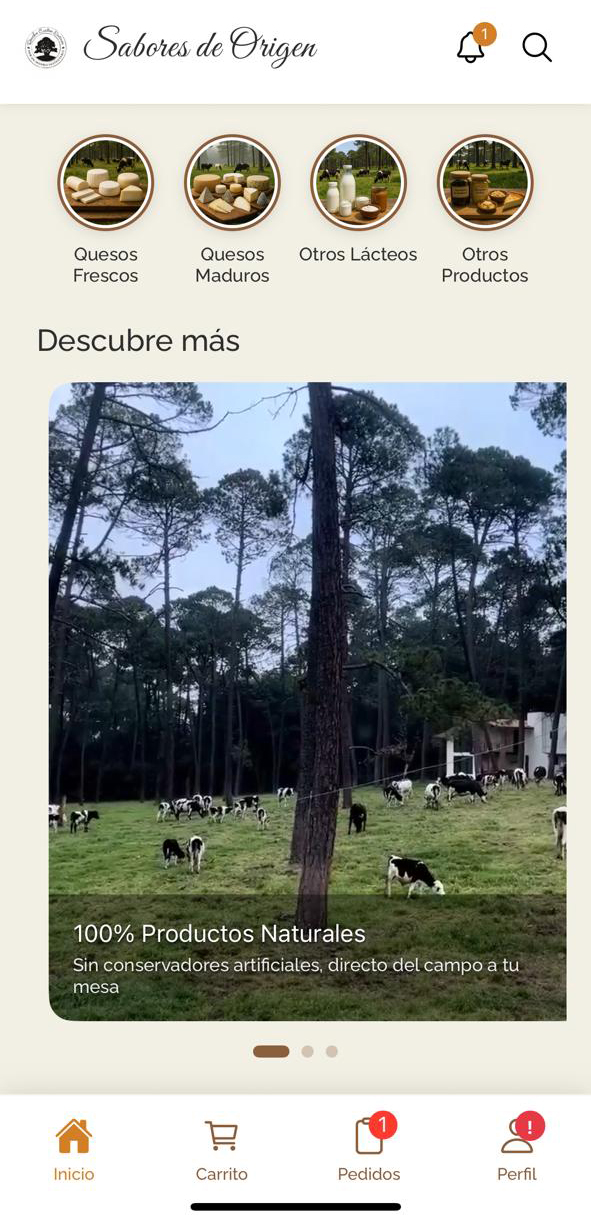 Sabores de Origen
1
Quesos
Frescos
Quesos
Maduros
Otros Lácteos
Otros
Productos
Descubre más
100% Productos Naturales
Sin conservadores artificiales, directo del campo a tu
mesa
Inicio
Carrito
1
Pedidos
!
Perfil